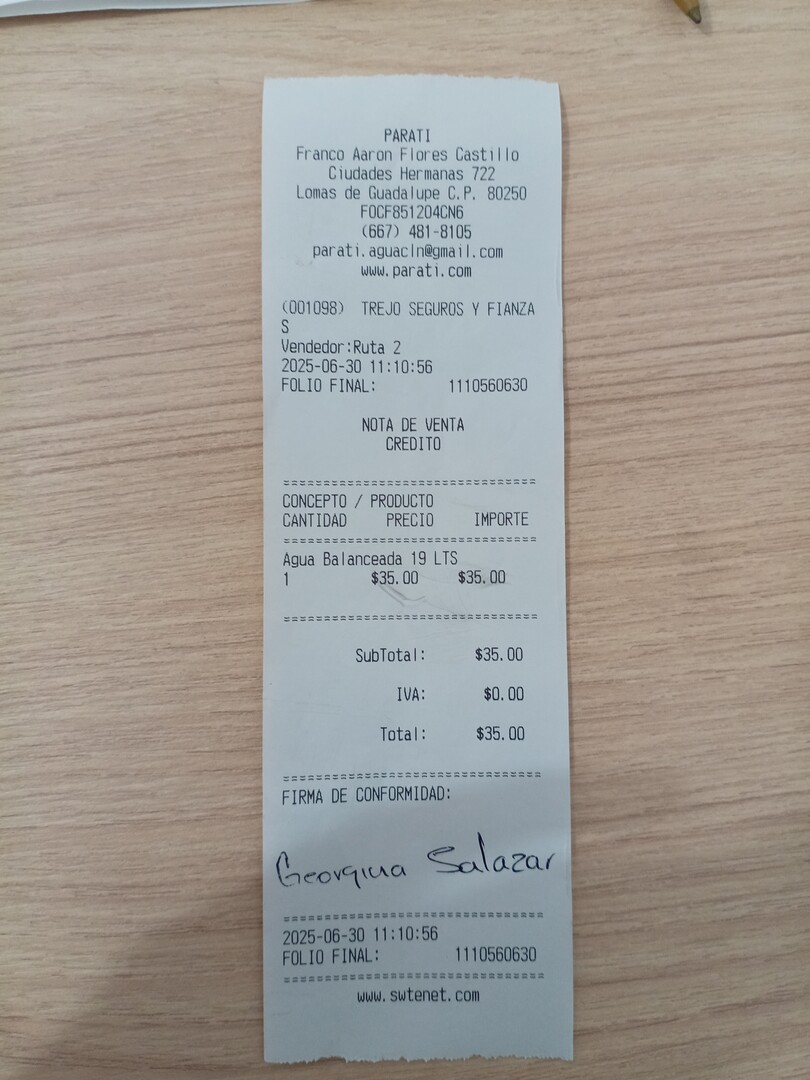 PARATI
Franco Aaron Flores Castillo
Ciudades Hermanas 722
Lomas de Guadalupe C.P. 80250
FOCF851204CN6
(667) 481-8105
parati.aguacln@gmail.com
www.parati.com
(001098) TREJO SEGUROS Y FIANZA
S
Vendedor:Ruta 2
2025-06-30 11:10:56
FOLIO FINAL: 1110560630
NOTA DE VENTA
CREDITO
================================
CONCEPTO / PRODUCTO
CANTIDAD PRECIO IMPORTE
================================
Agua Balanceada 19 LTS
1 $35.00 $35.00
================================
SubTotal: $35.00
IVA: $0.00
Total: $35.00
================================
FIRMA DE CONFORMIDAD:
Georgina Salazar
================================
2025-06-30 11:10:56
FOLIO FINAL: 1110560630
================================
www.swtenet.com